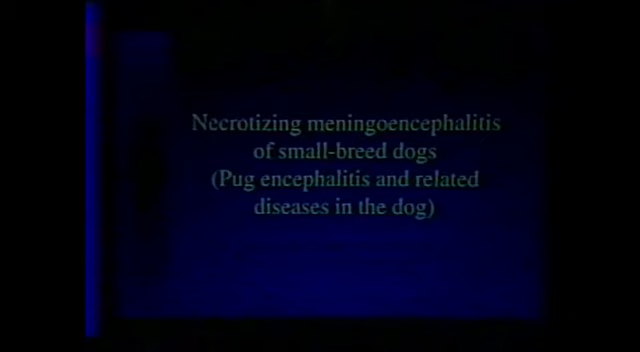 Necrotizing meningoencephalitis
of small-breed dogs
(Pug encephalitis and related
diseases in the dog)